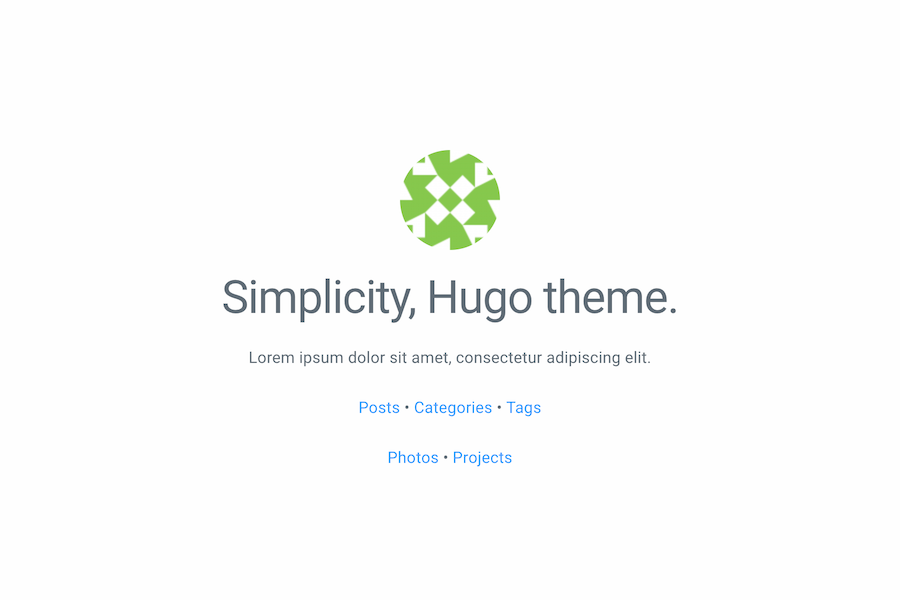 Simplicity, Hugo theme.
Lorem ipsum dolor sit amet, consectetur adipiscing elit.
Posts • Categories • Tags
Photos • Projects